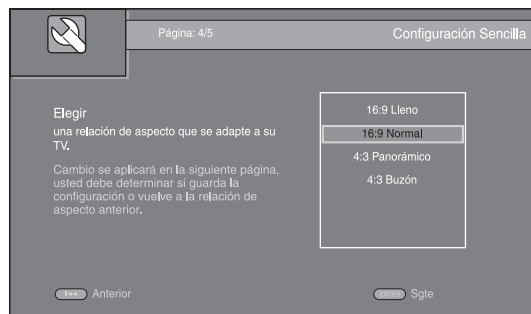 Página: 4/5
Configuración Sencilla
Elegir
una relación de aspecto que se adapte a su
TV.
Cambio se aplicará en la siguiente página,
usted debe determinar si guarda la
configuración o vuelve a la relación de
aspecto anterior.
16:9 Lleno
16:9 Normal
4:3 Panorámico
4:3 Buzón
Anterior
ENTER Sgte